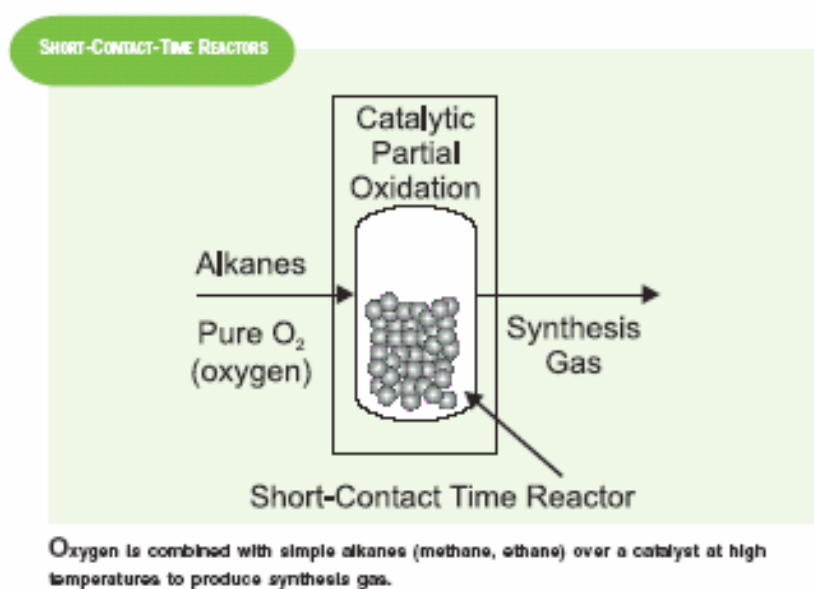 SHORT-CONTACT-TIME REACTORS
Catalytic
Partial
Oxidation
Alkanes
Pure O₂
(oxygen)
Synthesis
Gas
Short-Contact Time Reactor
Oxygen is combined with simple alkanes (methane, ethane) over a catalyst at high
temperatures to produce synthesis gas.